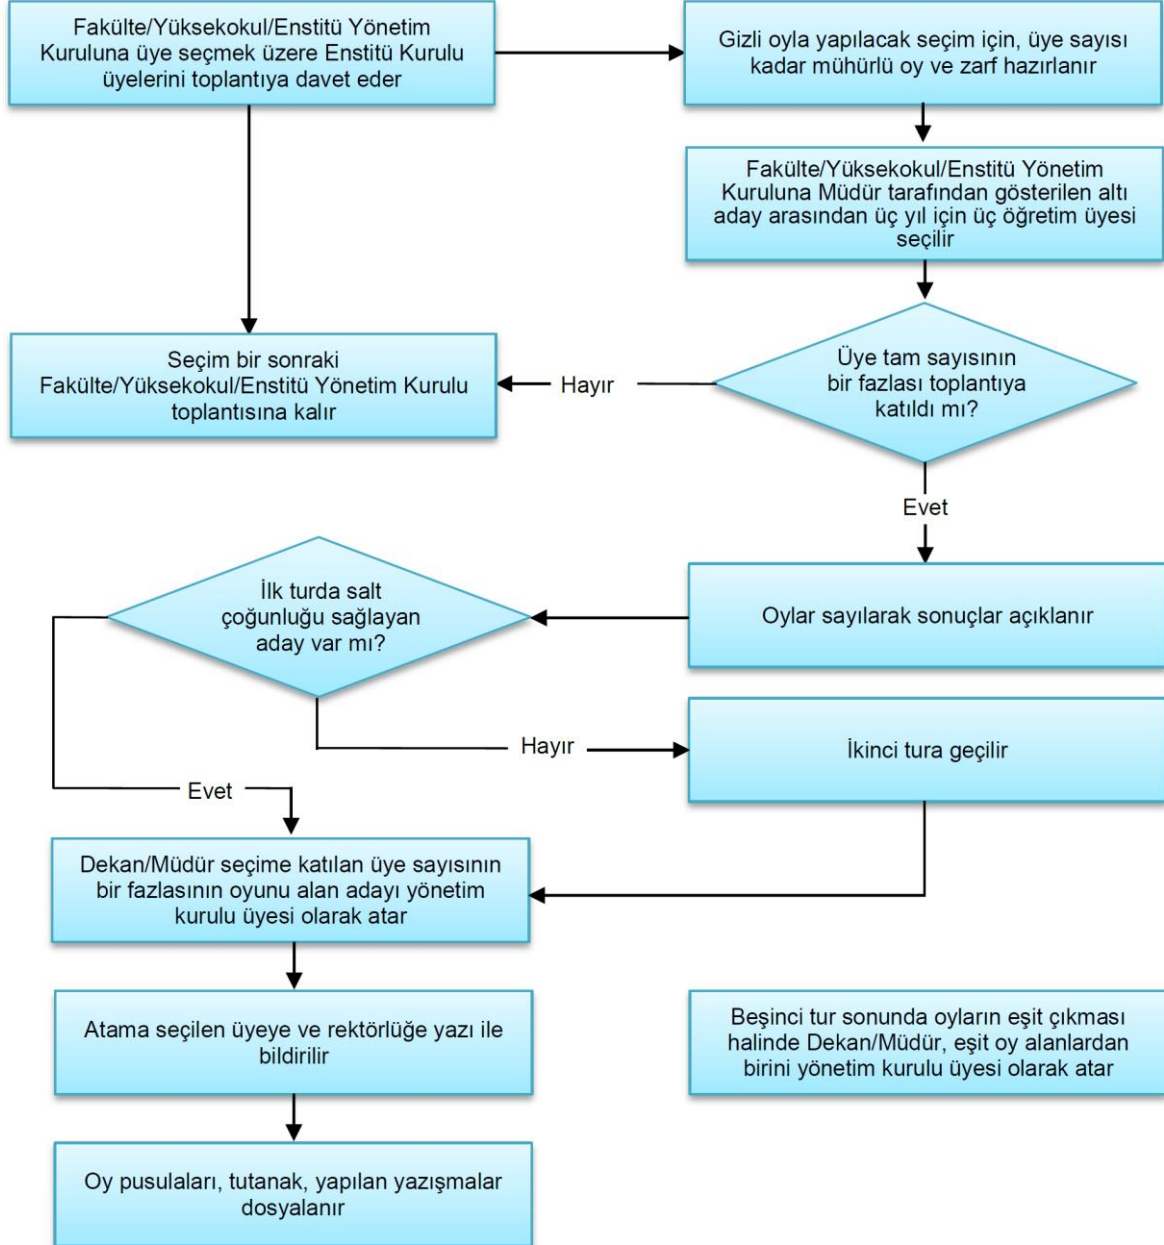 Fakülte/Yüksekokul/Enstitü Yönetim
Kuruluna üye seçmek üzere Enstitü Kurulu
üyelerini toplantıya davet eder
Gizli oyla yapılacak seçim için, üye sayısı
kadar mühürlü oy ve zarf hazırlanır
Fakülte/Yüksekokul/Enstitü Yönetim
Kuruluna Müdür tarafından gösterilen altı
aday arasından üç yıl için üç öğretim üyesi
seçilir
Üye tam sayısının
bir fazlası toplantıya
katıldı mı?
Hayır
Seçim bir sonraki
Fakülte/Yüksekokul/Enstitü Yönetim Kurulu
toplantısına kalır
Evet
Oylar sayılarak sonuçlar açıklanır
İlk turda salt
çoğunluğu sağlayan
aday var mı?
Hayır
İkinci tura geçilir
Evet
Dekan/Müdür seçime katılan üye sayısının
bir fazlasının oyunu alan adayı yönetim
kurulu üyesi olarak atar
Atama seçilen üyeye ve rektörlüğe yazı ile
bildirilir
Beşinci tur sonunda oyların eşit çıkması
halinde Dekan/Müdür, eşit oy alanlardan
birini yönetim kurulu üyesi olarak atar
Oy pusulaları, tutanak, yapılan yazışmalar
dosyalanır